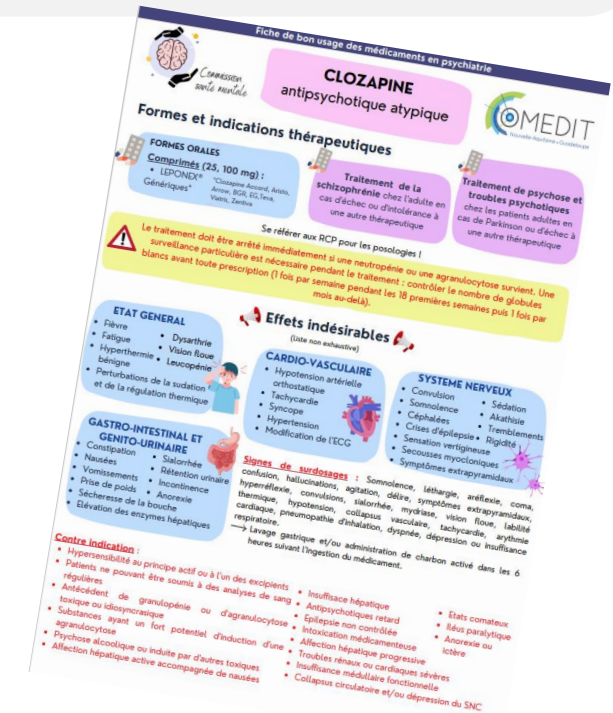 Fiche de bon usage des médicaments en psychiatrie
Commission
santé mentale
CLOZAPINE
antipsychotique atypique
OMEDIT
Nouvelle-Aquitaine • Guadeloupe
Formes et indications thérapeutiques
FORMES ORALES
Comprimés (25, 100 mg) :
• LEPONEX®
Génériques*
*Clozapine Accord, Aristo,
Arrow, BGR, EG,Teva,
Viatris, Zentiva
Traitement de la
schizophrénie chez l'adulte en
cas d'échec ou d'intolérance à
une autre thérapeutique
Traitement de psychose et
troubles psychotiques
chez les patients adultes en
cas de Parkinson ou d'échec à
une autre thérapeutique
Se référer aux RCP pour les posologies !
Le traitement doit être arrêté immédiatement si une neutropénie ou une agranulocytose survient. Une
surveillance particulière est nécessaire pendant le traitement : contrôler le nombre de globules
blancs avant toute prescription (1 fois par semaine pendant les 18 premières semaines puis 1 fois par
mois au-delà).
Effets indésirables
(Liste non exhaustive)
ETAT GENERAL
• Fièvre
• Fatigue
• Hyperthermie
bénigne
• Perturbations de la sudation
et de la régulation thermique
• Dysarthrie
• Vision floue
• Leucopénie
CARDIO-VASCULAIRE
• Hypotension artérielle
orthostatique
• Tachycardie
• Syncope
• Hypertension
• Modification de l'ECG
SYSTEME NERVEUX
• Convulsion
• Somnolence
• Céphalées
• Crises d'épilepsie
• Sensation vertigineuse
• Secousses myocloniques
• Symptômes extrapyramidaux
• Sédation
• Akathisie
• Tremblements
• Rigidité
GASTRO-INTESTINAL ET
GENITO-URINAIRE
• Constipation
• Nausées
• Vomissements
• Prise de poids
• Sécheresse de la bouche
• Elévation des enzymes hépatiques
• Sialorrhée
• Rétention urinaire
• Incontinence
• Anorexie
Signes de surdosages : Somnolence, léthargie, aréflexie, coma,
confusion, hallucinations, agitation, délire, symptômes extrapyramidaux,
hyperréflexie, convulsions, sialorrhée, mydriase, vision floue, labilité
thermique, hypotension, collapsus vasculaire, tachycardie, arythmie
cardiaque, pneumopathie d'inhalation, dyspnée, dépression ou insuffisance
respiratoire.
→ Lavage gastrique et/ou administration de charbon activé dans les 6
heures suivant l'ingestion du médicament.
Contre indication :
• Hypersensibilité au principe actif ou à l'un des excipients
• Patients ne pouvant être soumis à des analyses de sang
régulières
• Antécédent de granulopénie ou d'agranulocytose
toxique ou idiosyncrasique
• Substances ayant un fort potentiel d'induction d'une
agranulocytose
• Psychose alcoolique ou induite par d'autres toxiques
• Affection hépatique active accompagnée de nausées
• Insuffisace hépatique
• Antipsychotiques retard
• Epilepsie non contrôlée
• Intoxication médicamenteuse
• Affection hépatique progressive
• Troubles rénaux ou cardiaques sévères
• Insuffisance médullaire fonctionnelle
• Collapsus circulatoire et/ou dépression du SNC
• Etats comateux
• Iléus paralytique
• Anorexie ou
ictère